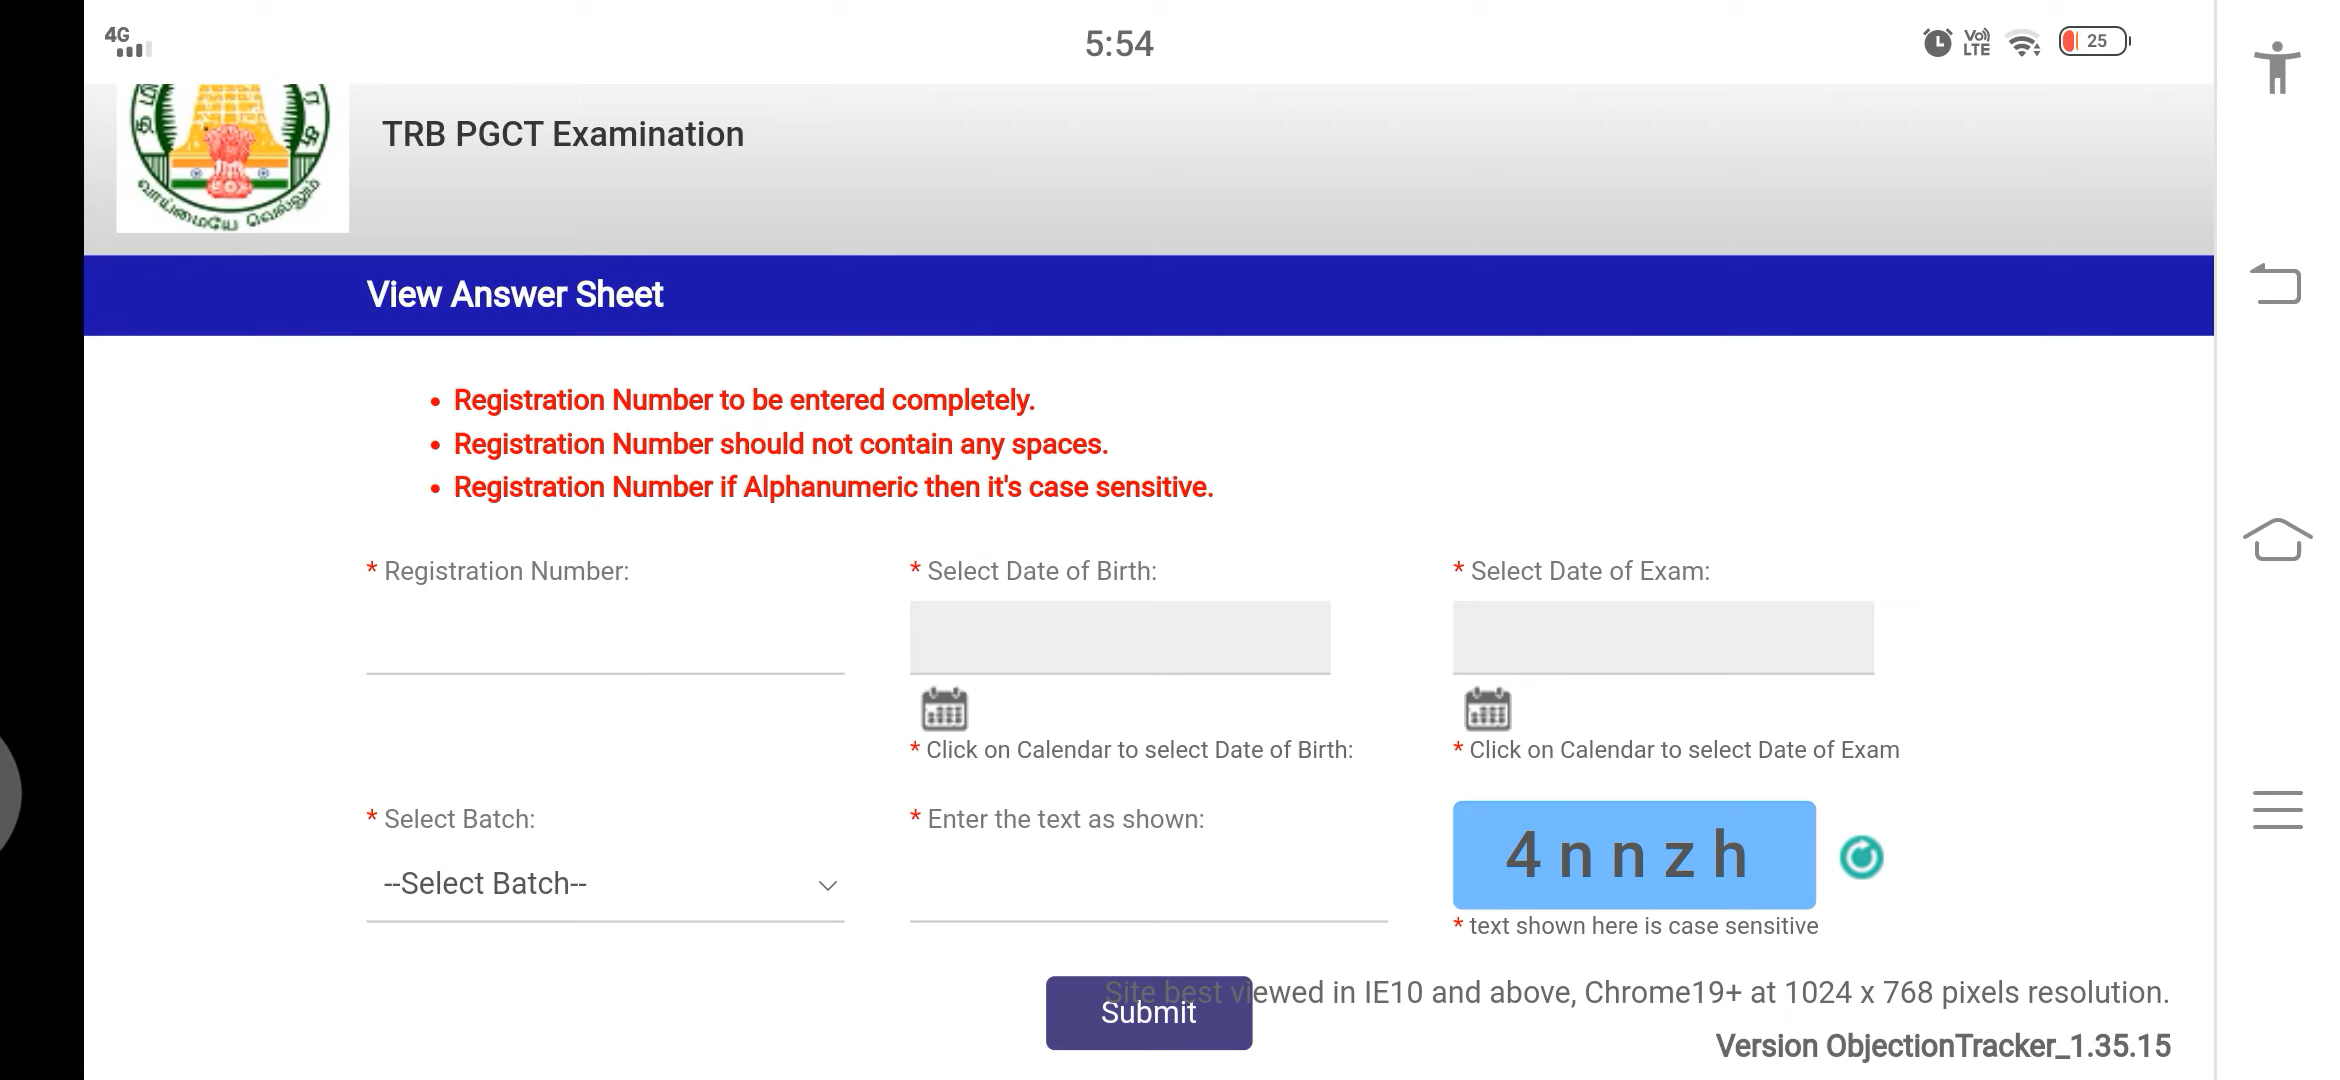 4G
5:54
Vo))
LTE
25
வாய்மையே வெல்லும்
TRB PGCT Examination
View Answer Sheet
• Registration Number to be entered completely.
• Registration Number should not contain any spaces.
• Registration Number if Alphanumeric then it's case sensitive.
* Registration Number:
* Select Date of Birth:
* Select Date of Exam:
* Click on Calendar to select Date of Birth:
* Click on Calendar to select Date of Exam
* Select Batch:
* Enter the text as shown:
--Select Batch--
4 n n z h
* text shown here is case sensitive
Site best viewed in IE10 and above, Chrome19+ at 1024 x 768 pixels resolution.
Submit
Version ObjectionTracker_1.35.15